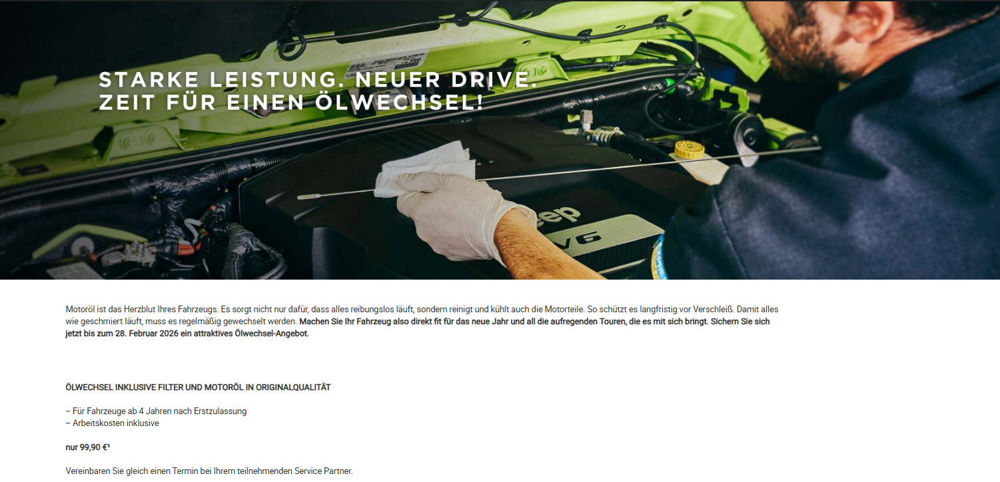 STARKE LEISTUNG. NEUER DRIVE.
ZEIT FÜR EINEN ÖLWECHSEL!
eep
V6
Motoröl ist das Herzblut Ihres Fahrzeugs. Es sorgt nicht nur dafür, dass alles reibungslos läuft, sondern reinigt und kühlt auch die Motorteile. So schützt es langfristig vor Verschleiß. Damit alles
wie geschmiert läuft, muss es regelmäßig gewechselt werden. Machen Sie Ihr Fahrzeug also direkt fit für das neue Jahr und all die aufregenden Touren, die es mit sich bringt. Sichern Sie sich
jetzt bis zum 28. Februar 2026 ein attraktives Ölwechsel-Angebot.
ÖLWECHSEL INKLUSIVE FILTER UND MOTORÖL IN ORIGINALQUALITÄT
– Für Fahrzeuge ab 4 Jahren nach Erstzulassung
– Arbeitskosten inklusive
nur 99,90 €¹
Vereinbaren Sie gleich einen Termin bei Ihrem teilnehmenden Service Partner.